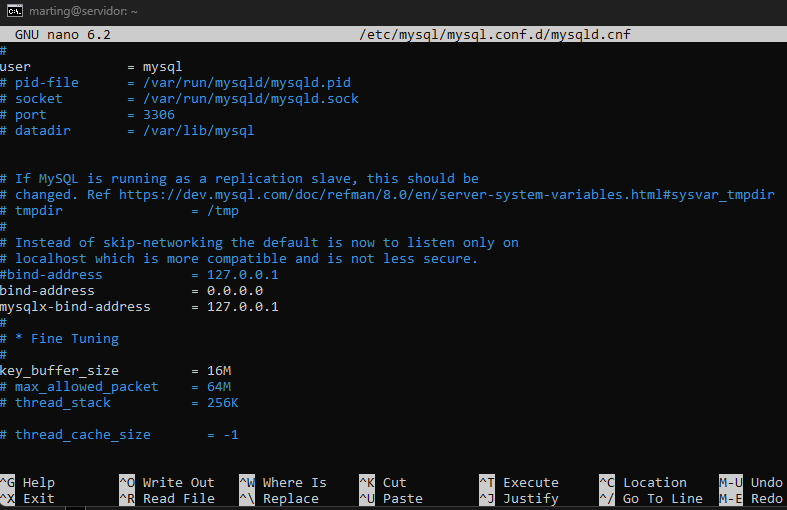 marting@servidor: ~
GNU nano 6.2 /etc/mysql/mysql.conf.d/mysqld.cnf
#
user = mysql
# pid-file = /var/run/mysqld/mysqld.pid
# socket = /var/run/mysqld/mysqld.sock
# port = 3306
# datadir = /var/lib/mysql
# If MySQL is running as a replication slave, this should be
# changed. Ref https://dev.mysql.com/doc/refman/8.0/en/server-system-variables.html#sysvar_tmpdir
# tmpdir = /tmp
#
# Instead of skip-networking the default is now to listen only on
# localhost which is more compatible and is not less secure.
#bind-address = 127.0.0.1
bind-address = 0.0.0.0
mysqlx-bind-address = 127.0.0.1
#
# * Fine Tuning
#
key_buffer_size = 16M
# max_allowed_packet = 64M
# thread_stack = 256K
# thread_cache_size = -1
^G Help ^O Write Out ^W Where Is ^K Cut ^T Execute ^C Location M-U Undo
^X Exit ^R Read File ^\ Replace ^U Paste ^J Justify ^/ Go To Line M-E Redo